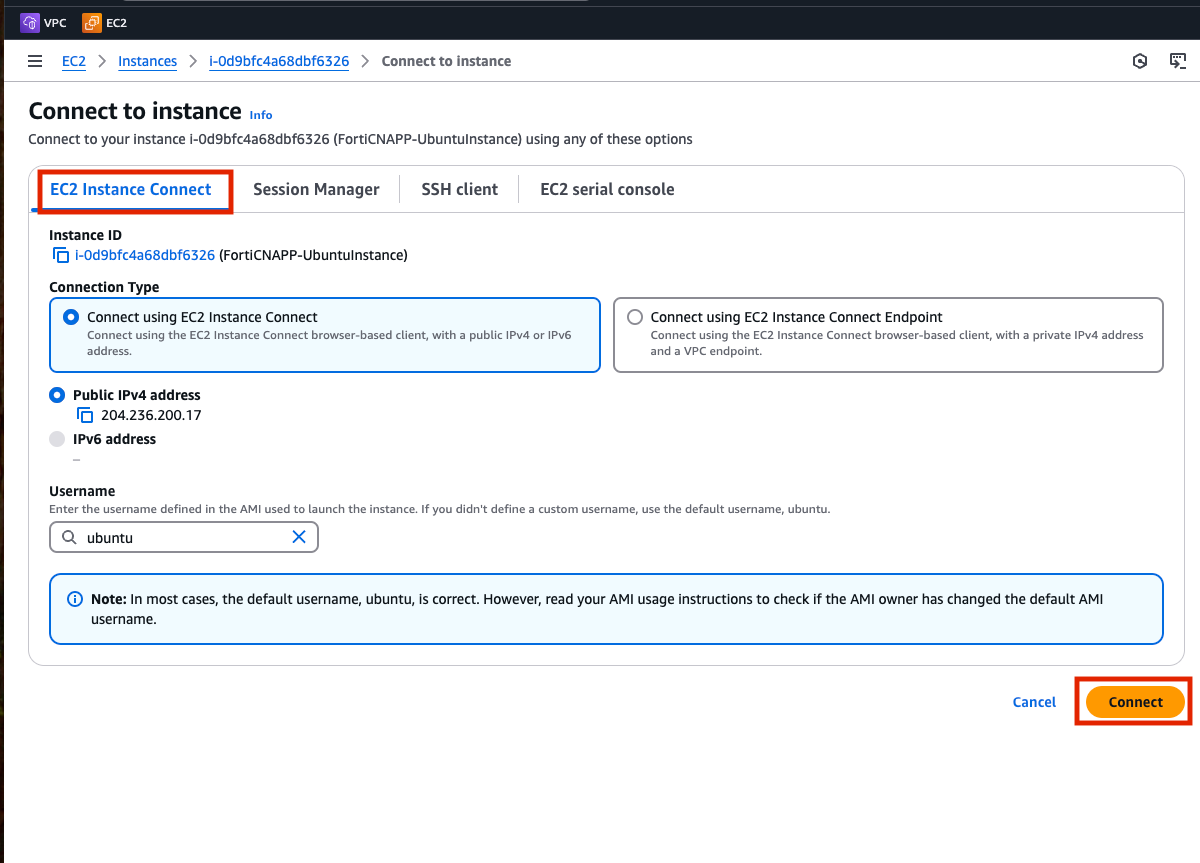 VPC EC2
EC2 Instances i-0d9bfc4a68dbf6326 Connect to instance
Connect to instance Info
Connect to your instance i-0d9bfc4a68dbf6326 (FortiCNAPP-UbuntuInstance) using any of these options
EC2 Instance Connect Session Manager SSH client EC2 serial console
Instance ID
i-0d9bfc4a68dbf6326 (FortiCNAPP-UbuntuInstance)
Connection Type
Connect using EC2 Instance Connect
Connect using the EC2 Instance Connect browser-based client, with a public IPv4 or IPv6
address.
Connect using EC2 Instance Connect Endpoint
Connect using the EC2 Instance Connect browser-based client, with a private IPv4 address
and a VPC endpoint.
Public IPv4 address
204.236.200.17
IPv6 address
–
Username
Enter the username defined in the AMI used to launch the instance. If you didn't define a custom username, use the default username, ubuntu.
ubuntu
Note: In most cases, the default username, ubuntu, is correct. However, read your AMI usage instructions to check if the AMI owner has changed the default AMI
username.
Cancel Connect